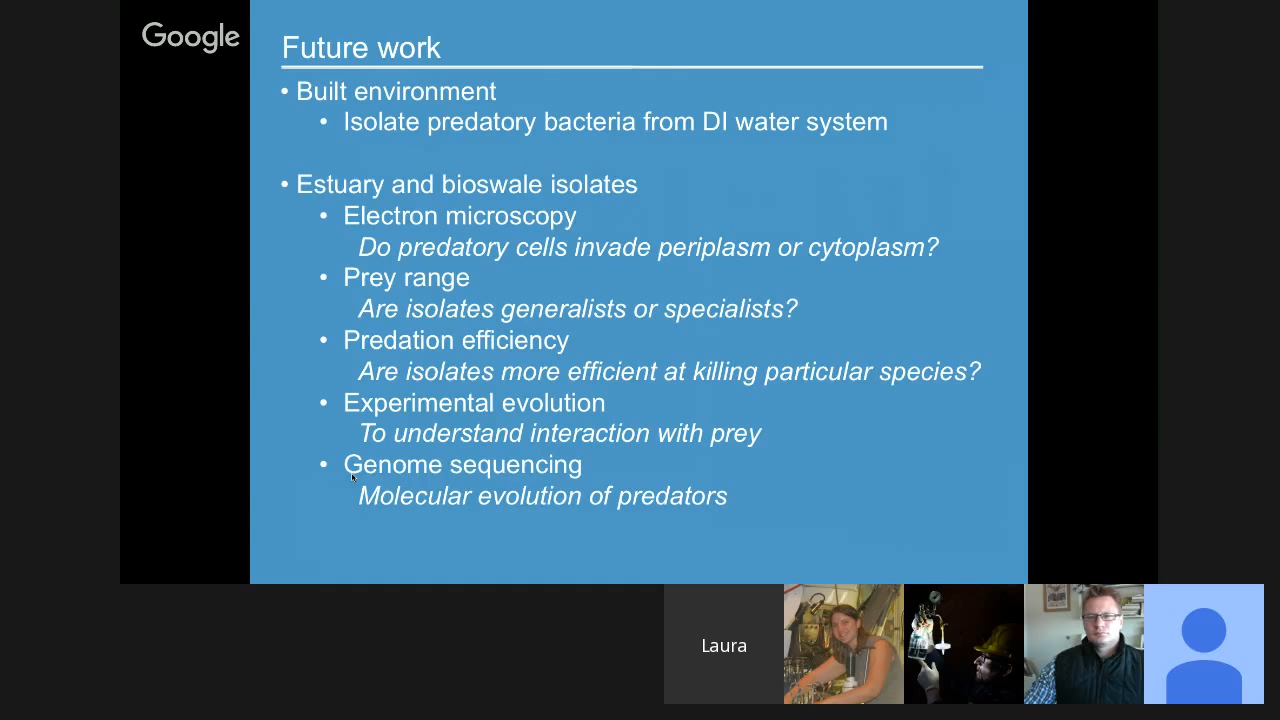 Google
Future work
• Built environment
• Isolate predatory bacteria from DI water system
• Estuary and bioswale isolates
• Electron microscopy
Do predatory cells invade periplasm or cytoplasm?
• Prey range
Are isolates generalists or specialists?
• Predation efficiency
Are isolates more efficient at killing particular species?
• Experimental evolution
To understand interaction with prey
• Genome sequencing
Molecular evolution of predators
Laura